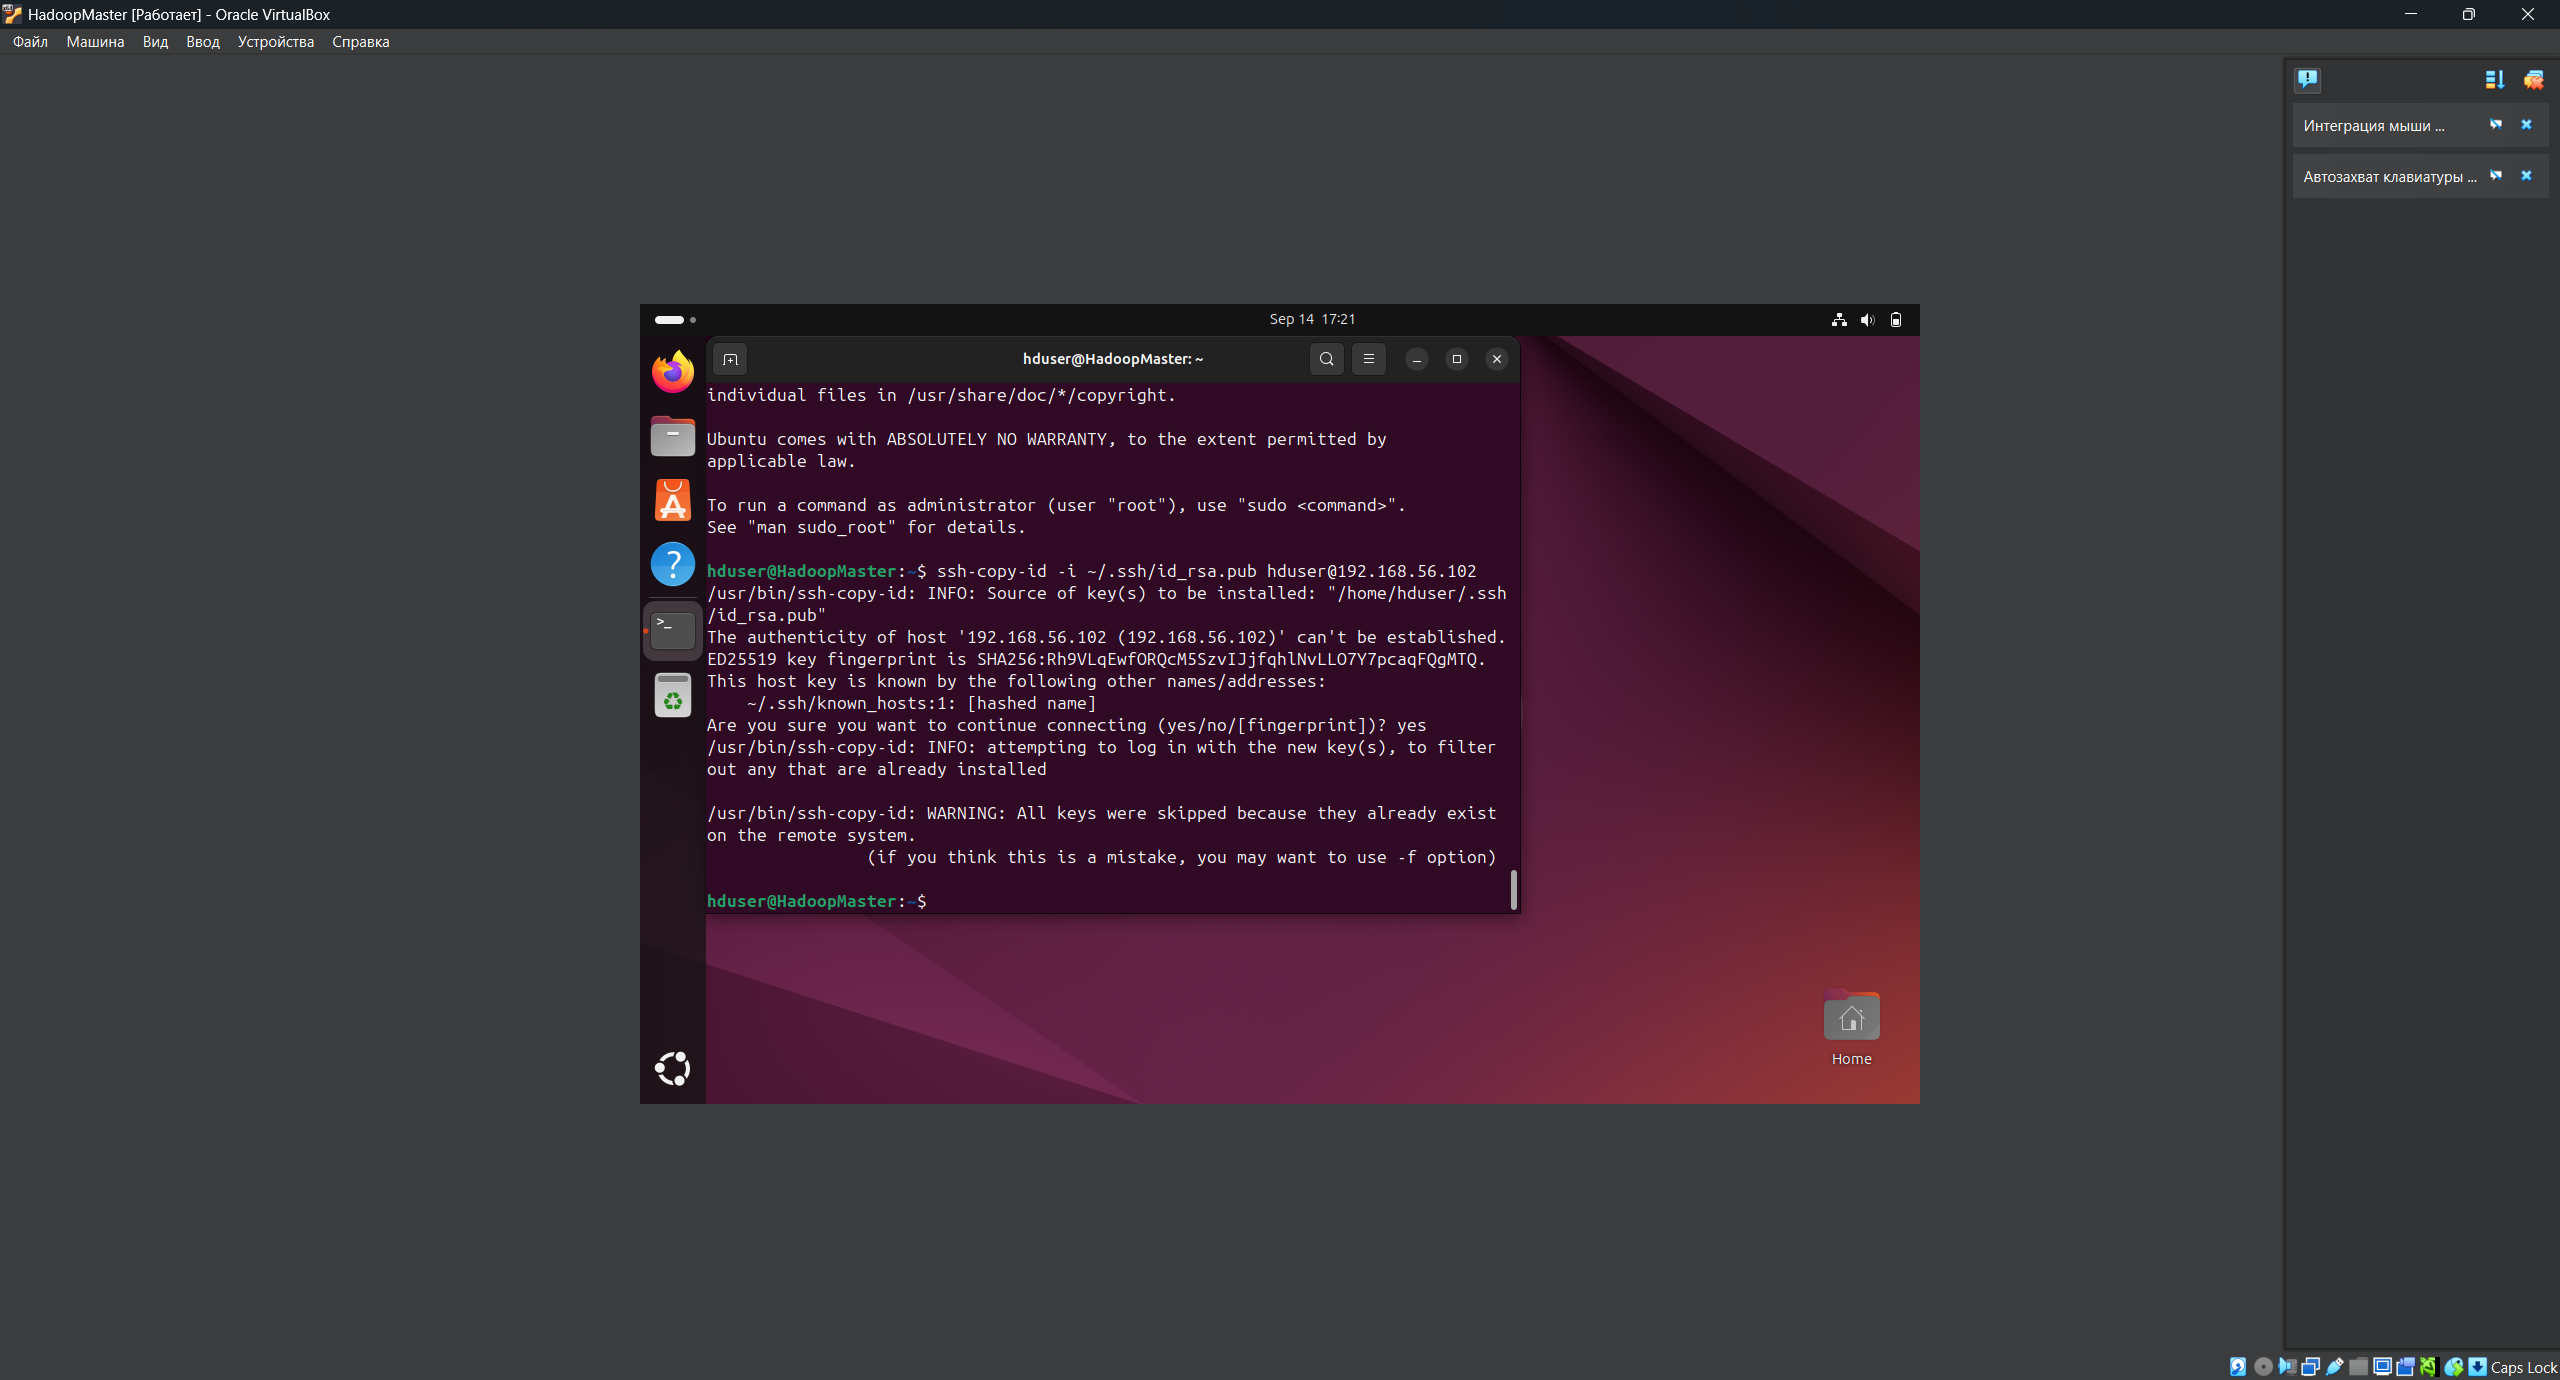 HadoopMaster [Работает] - Oracle VirtualBox
Файл Машина Вид Ввод Устройства Справка
Интеграция мыши ...
Автозахват клавиатуры ...
Sep 14 17:21
hduser@HadoopMaster: ~
individual files in /usr/share/doc/*/copyright.
Ubuntu comes with ABSOLUTELY NO WARRANTY, to the extent permitted by
applicable law.
To run a command as administrator (user "root"), use "sudo <command>".
See "man sudo_root" for details.
hduser@HadoopMaster:~$ ssh-copy-id -i ~/.ssh/id_rsa.pub hduser@192.168.56.102
/usr/bin/ssh-copy-id: INFO: Source of key(s) to be installed: "/home/hduser/.ssh
/id_rsa.pub"
The authenticity of host '192.168.56.102 (192.168.56.102)' can't be established.
ED25519 key fingerprint is SHA256:Rh9VLqEwfORQcM5SzvIJjfqhlNvLLO7Y7pcaqFQgMTQ.
This host key is known by the following other names/addresses:
~/.ssh/known_hosts:1: [hashed name]
Are you sure you want to continue connecting (yes/no/[fingerprint])? yes
/usr/bin/ssh-copy-id: INFO: attempting to log in with the new key(s), to filter
out any that are already installed
/usr/bin/ssh-copy-id: WARNING: All keys were skipped because they already exist
on the remote system.
(if you think this is a mistake, you may want to use -f option)
hduser@HadoopMaster:~$
Home
Caps Lock